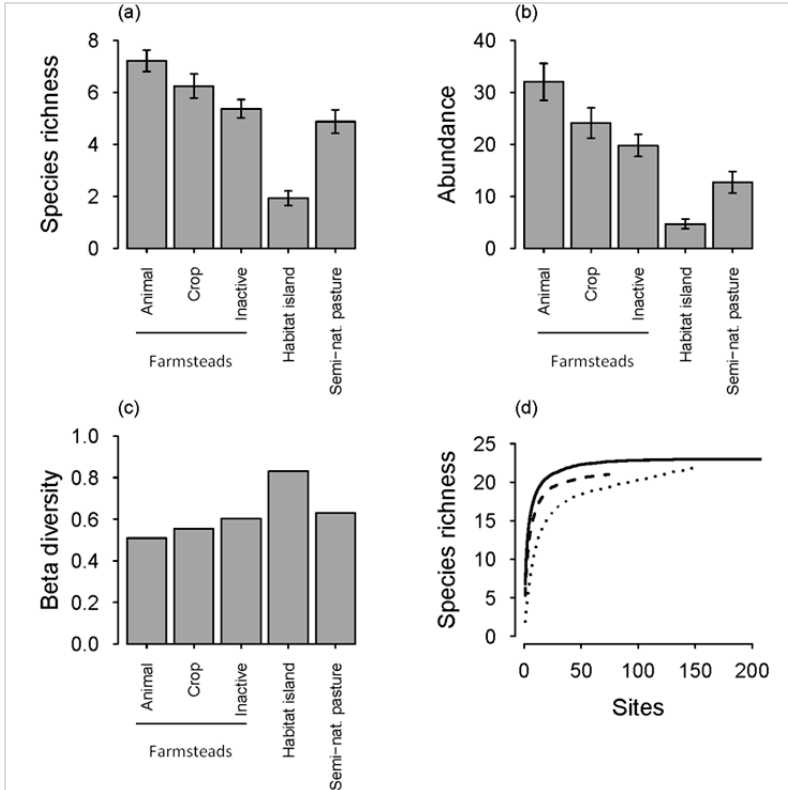 (a)
Species richness
8
6
4
2
0
Animal
Crop
Inactive
Habitat island
Semi−nat. pasture
Farmsteads
(b)
Abundance
40
30
20
10
0
Animal
Crop
Inactive
Habitat island
Semi−nat. pasture
Farmsteads
(c)
Beta diversity
1.0
0.8
0.6
0.4
0.2
0.0
Animal
Crop
Inactive
Habitat island
Semi−nat. pasture
Farmsteads
(d)
Species richness
25
20
15
10
5
0
0 50 100 150 200
Sites